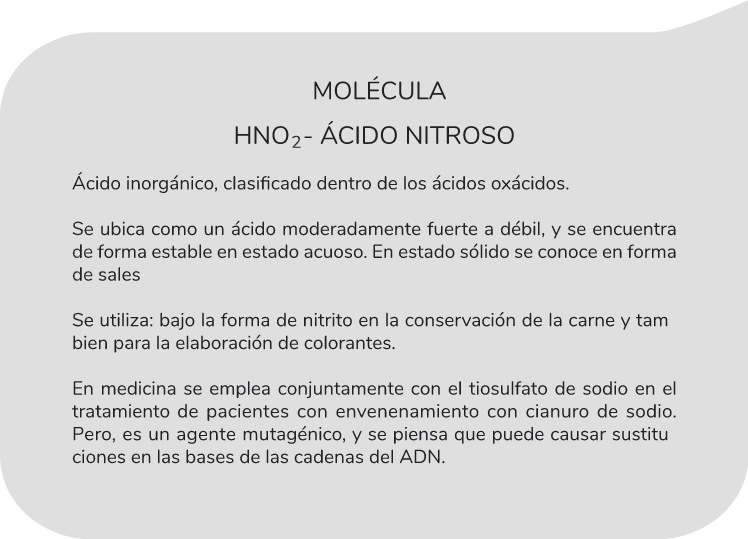 MOLÉCULA
HNO₂- ÁCIDO NITROSO
Ácido inorgánico, clasificado dentro de los ácidos oxácidos.
Se ubica como un ácido moderadamente fuerte a débil, y se encuentra
de forma estable en estado acuoso. En estado sólido se conoce en forma
de sales
Se utiliza: bajo la forma de nitrito en la conservación de la carne y tam
bien para la elaboración de colorantes.
En medicina se emplea conjuntamente con el tiosulfato de sodio en el
tratamiento de pacientes con envenenamiento con cianuro de sodio.
Pero, es un agente mutagénico, y se piensa que puede causar sustitu
ciones en las bases de las cadenas del ADN.